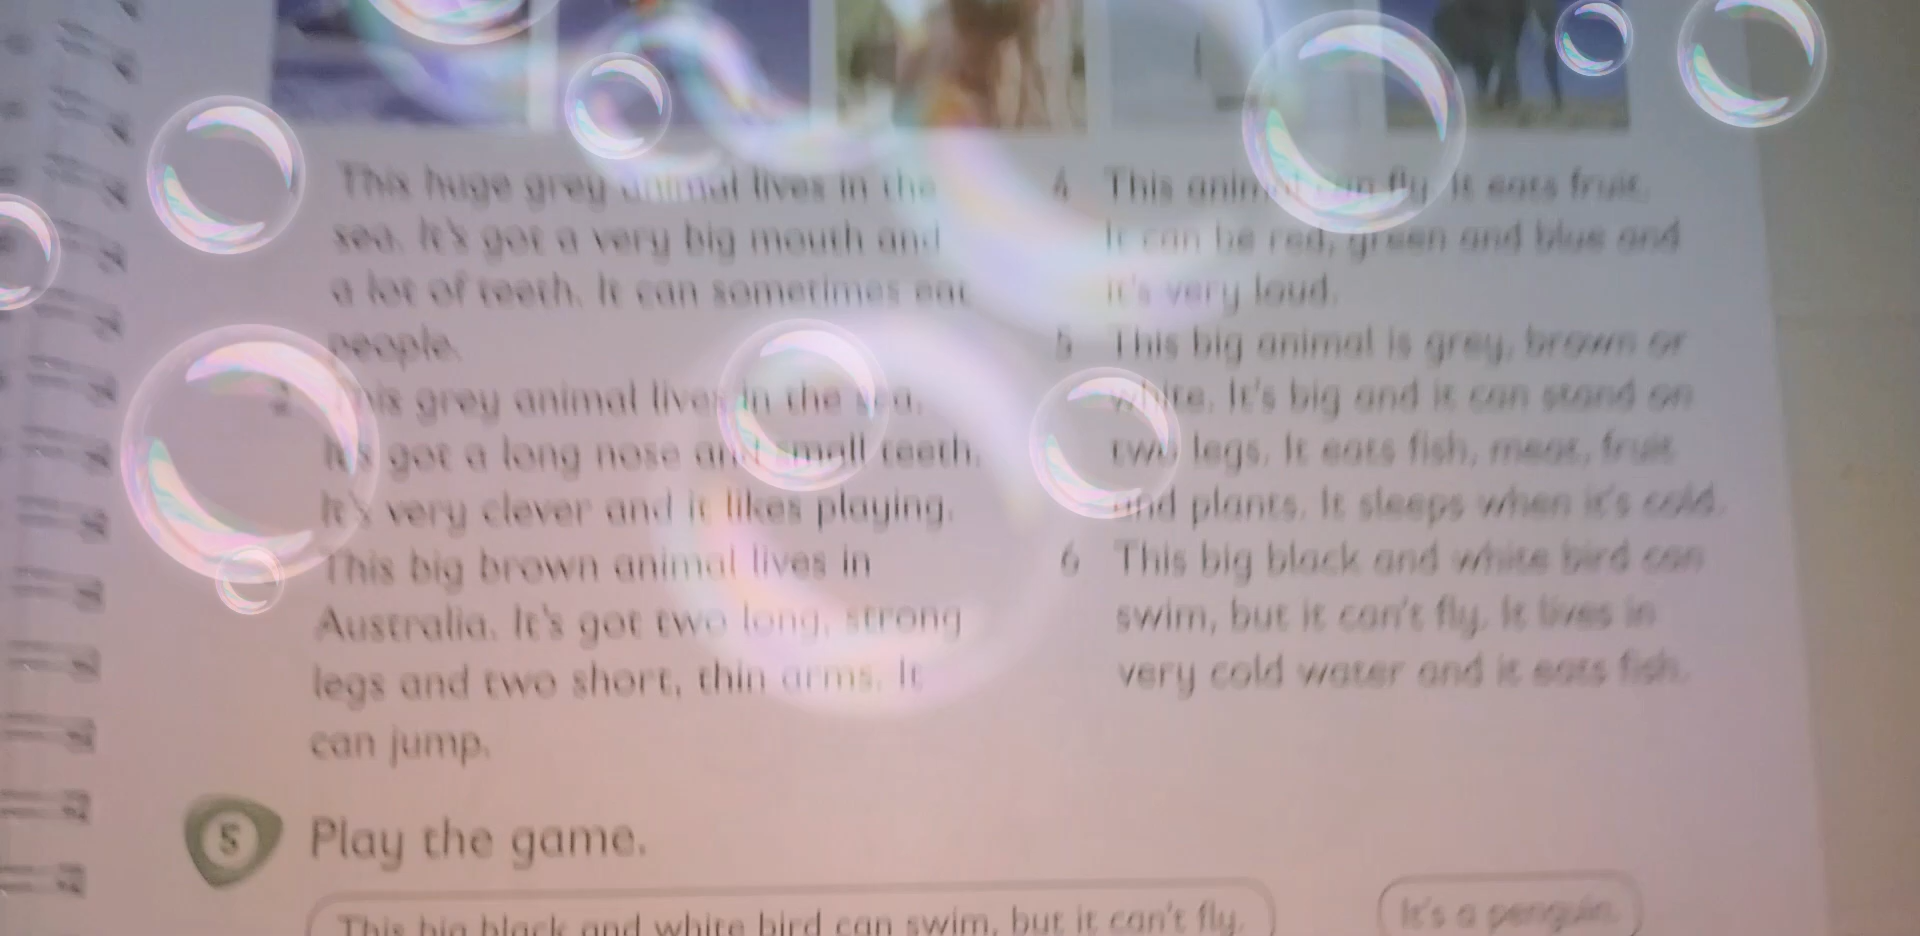 This huge grey animal lives in the
sea. It's got a very big mouth and
a lot of teeth. It can sometimes eat
people.
2 This grey animal lives in the sea.
It's got a long nose and small teeth.
It's very clever and it likes playing.
This big brown animal lives in
Australia. It's got two long, strong
legs and two short, thin arms. It
can jump.
4 This animal can fly. It eats fruit.
It can be red, green and blue and
it's very loud.
5 This big animal is grey, brown or
white. It's big and it can stand on
two legs. It eats fish, meat, fruit
and plants. It sleeps when it's cold.
6 This big black and white bird can
swim, but it can't fly. It lives in
very cold water and it eats fish.
5 Play the game.
This big black and white bird can swim, but it can't fly.
It's a penguin.